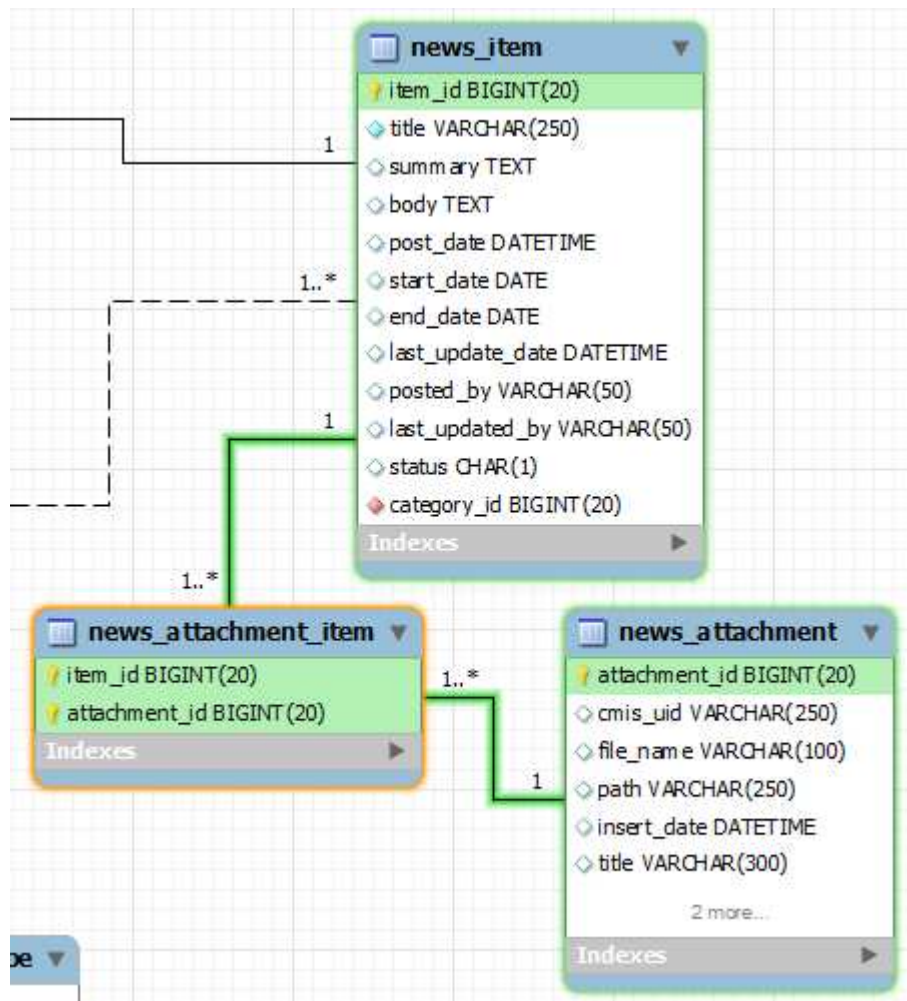 news_item
item_id BIGINT(20)
title VARCHAR(250)
summary TEXT
body TEXT
post_date DATETIME
start_date DATE
end_date DATE
last_update_date DATETIME
posted_by VARCHAR(50)
last_updated_by VARCHAR(50)
status CHAR(1)
category_id BIGINT(20)
Indexes
1
1..*
1
1..*
news_attachment_item
item_id BIGINT(20)
attachment_id BIGINT(20)
Indexes
1..*
1
news_attachment
attachment_id BIGINT(20)
cmis_uid VARCHAR(250)
file_name VARCHAR(100)
path VARCHAR(250)
insert_date DATETIME
title VARCHAR(300)
2 more...
Indexes
pe